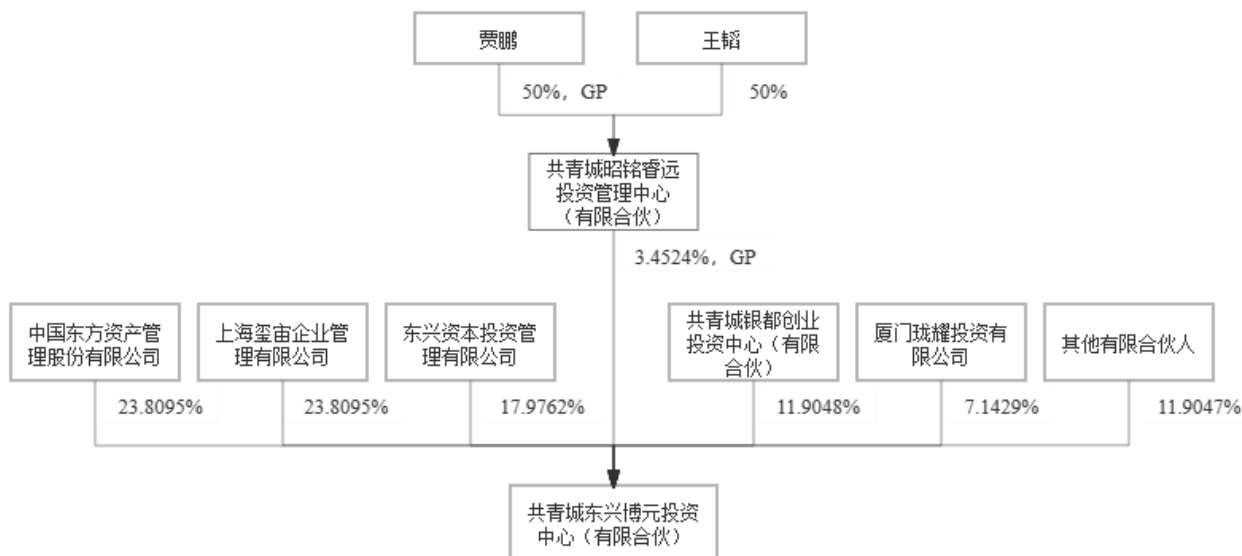 贾鹏
王韬
50%，GP
50%
共青城昭铭睿远
投资管理中心
（有限合伙）
3.4524%，GP
中国东方资产管
理股份有限公司
上海玺宙企业管
理有限公司
东兴资本投资管
理有限公司
共青城银都创业
投资中心（有限
合伙）
厦门珑耀投资有
限公司
其他有限合伙人
23.8095%
23.8095%
17.9762%
11.9048%
7.1429%
11.9047%
共青城东兴博元投资
中心（有限合伙）